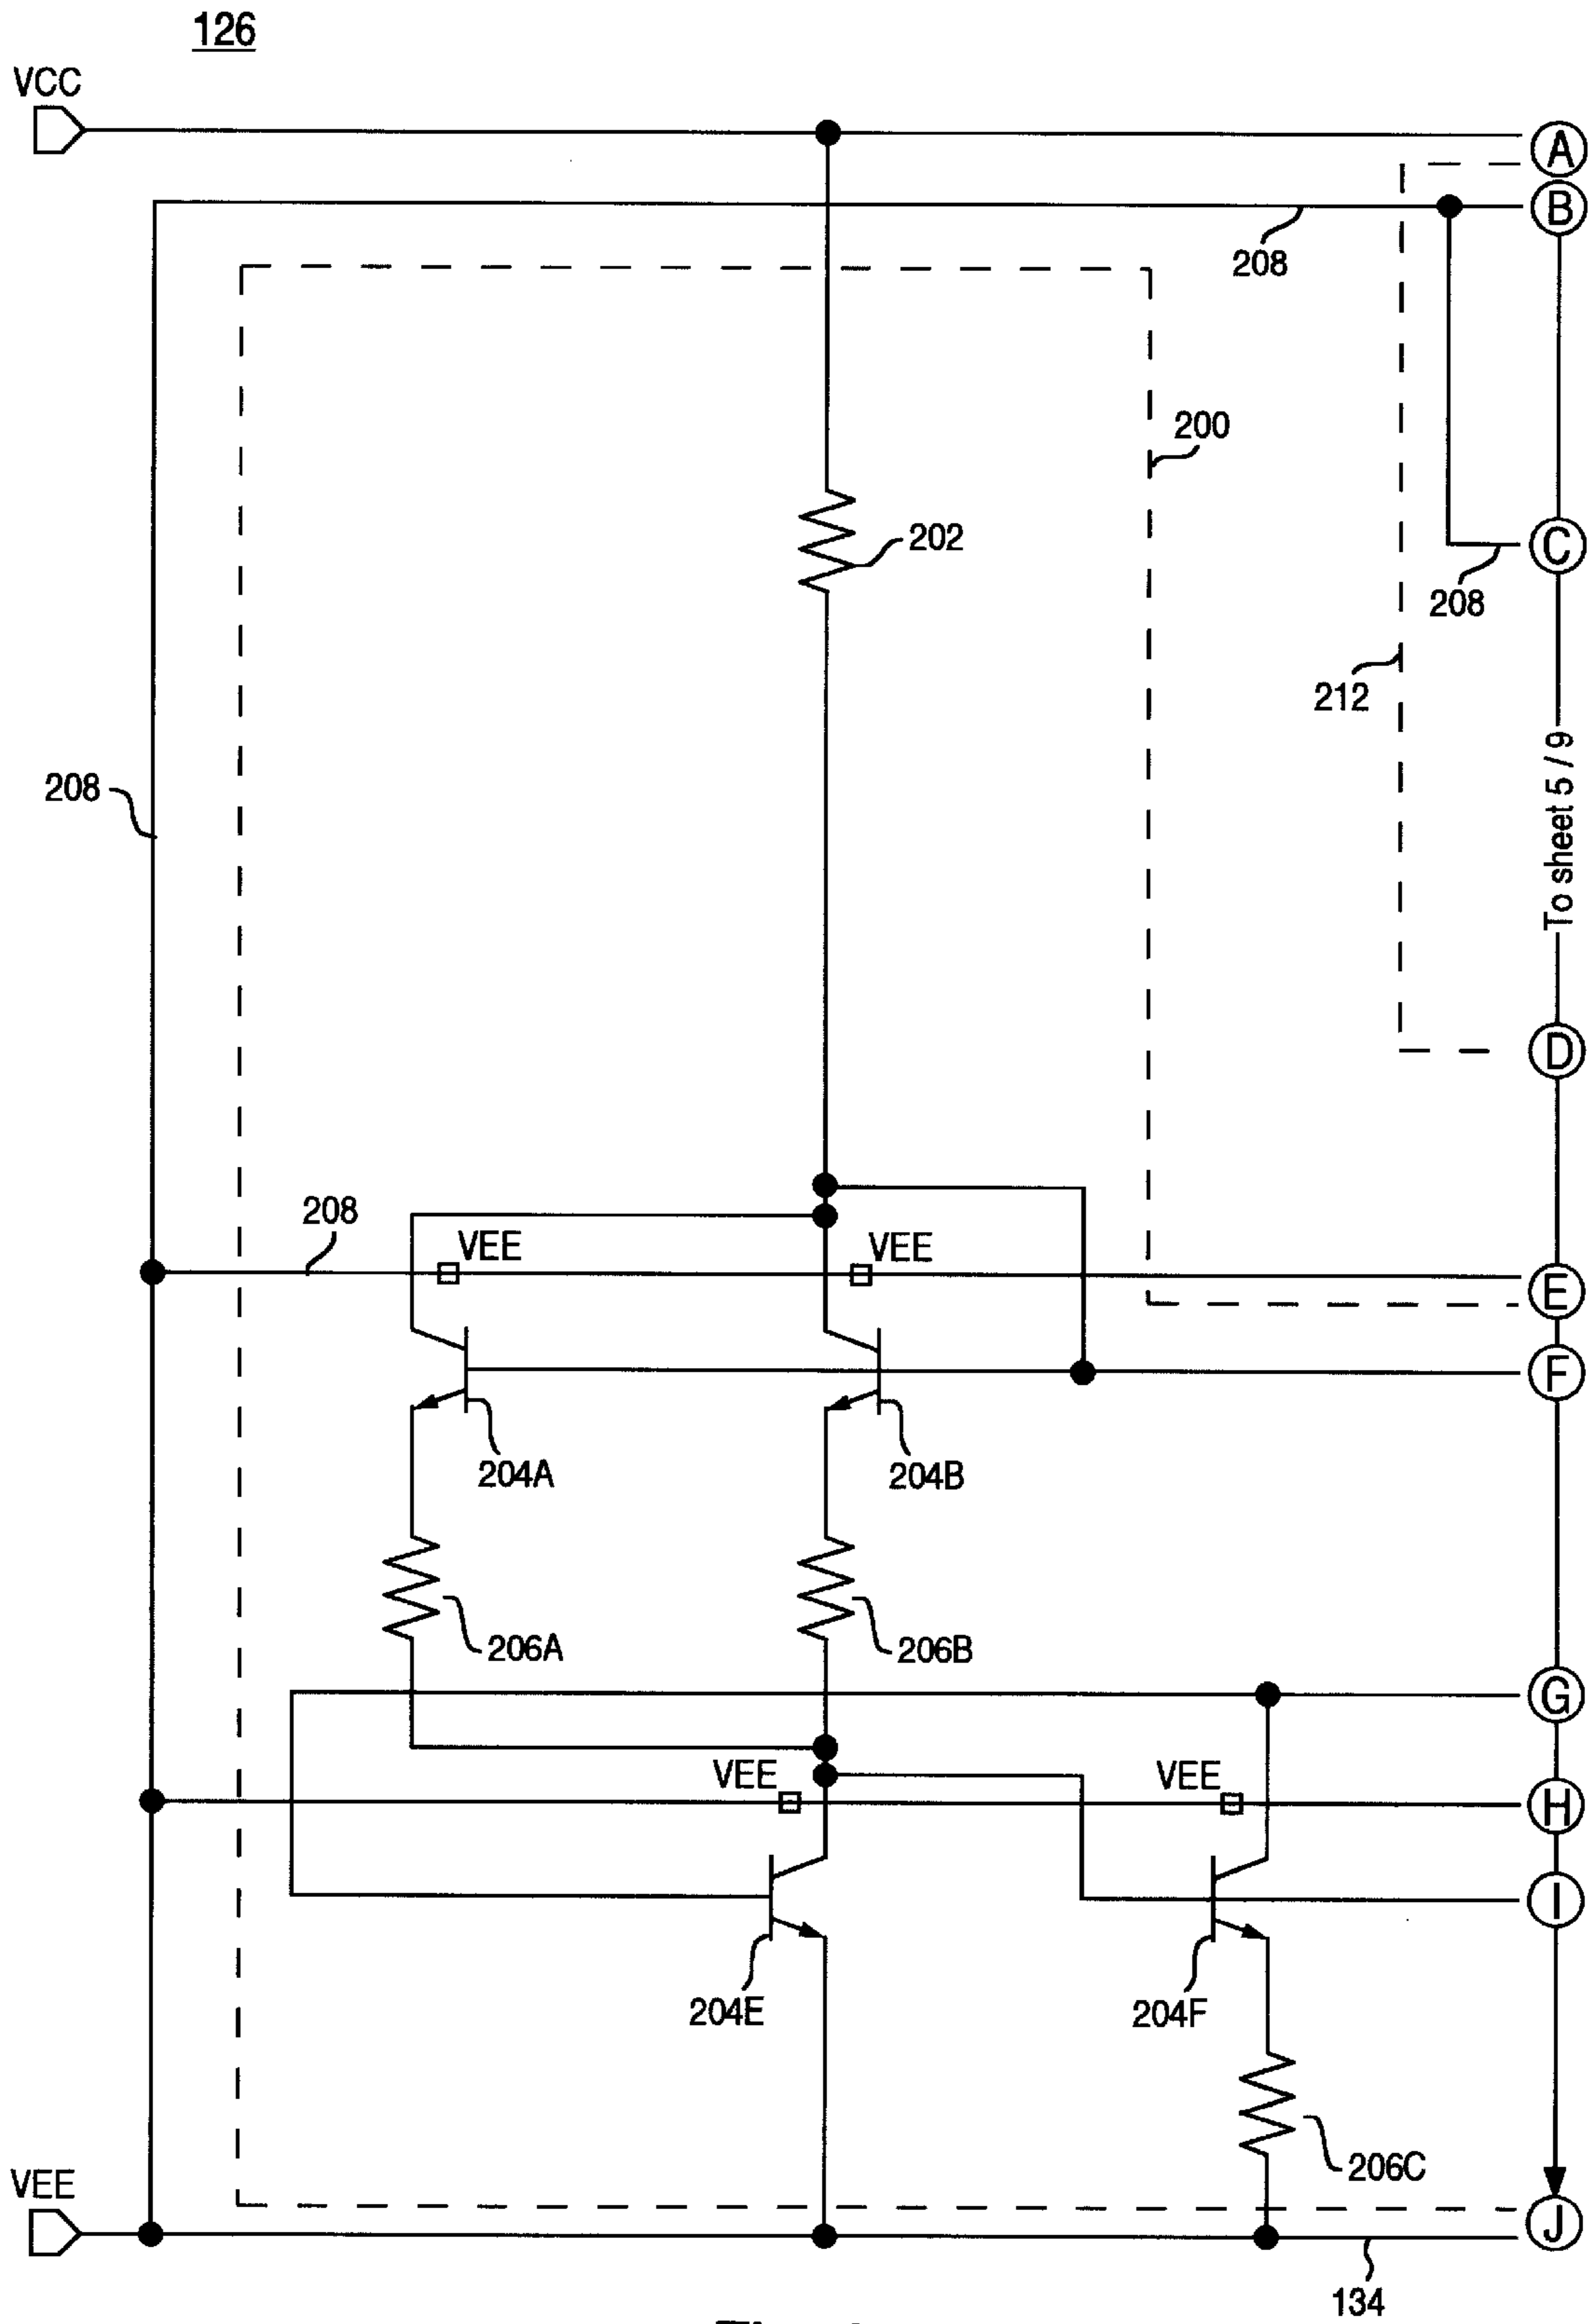 126
VCC
A
B
208
200
202
C
208
212
To sheet 5 / 9
208
D
208
VEE
VEE
E
F
204A
204B
206A
206B
G
VEE
VEE
H
I
204E
204F
206C
VEE
J
134